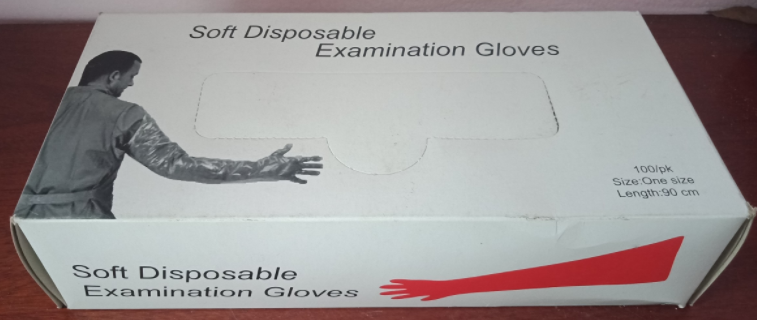 Soft Disposable
Examination Gloves
100/pk
Size:One size
Length:90 cm
Soft Disposable
Examination Gloves